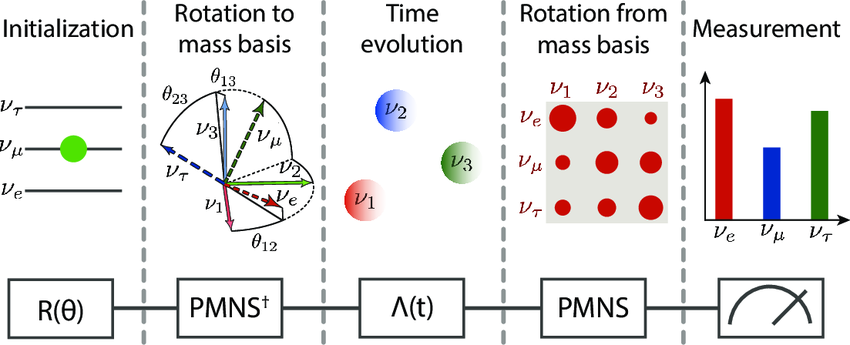 Initialization
Rotation to
mass basis
Time
evolution
Rotation from
mass basis
Measurement
ντ
νμ
νe
θ23
θ13
ν3
νμ
ντ
ν2
νe
ν1
θ12
ν2
ν3
ν1
ν1 ν2 ν3
νe
νμ
ντ
νe νμ ντ
R(θ)
PMNS†
Λ(t)
PMNS